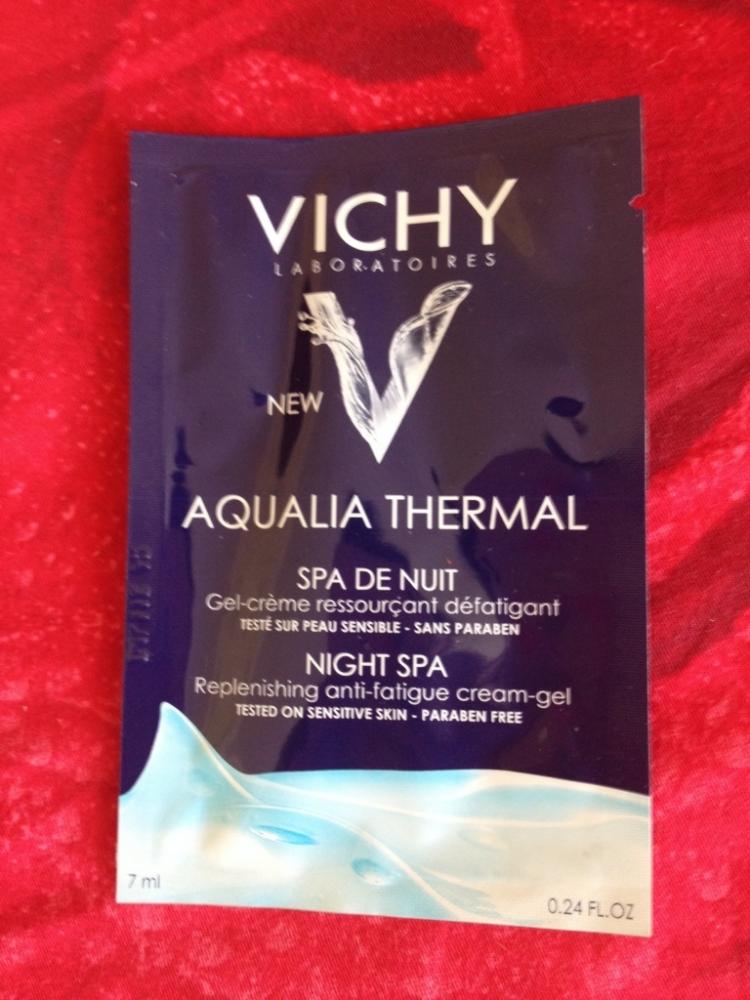 VICHY
LABORATOIRES
NEW
AQUALIA THERMAL
SPA DE NUIT
Gel-crème ressourçant défatigant
TESTÉ SUR PEAU SENSIBLE - SANS PARABEN
NIGHT SPA
Replenishing anti-fatigue cream-gel
TESTED ON SENSITIVE SKIN - PARABEN FREE
7 ml
0.24 FL.OZ